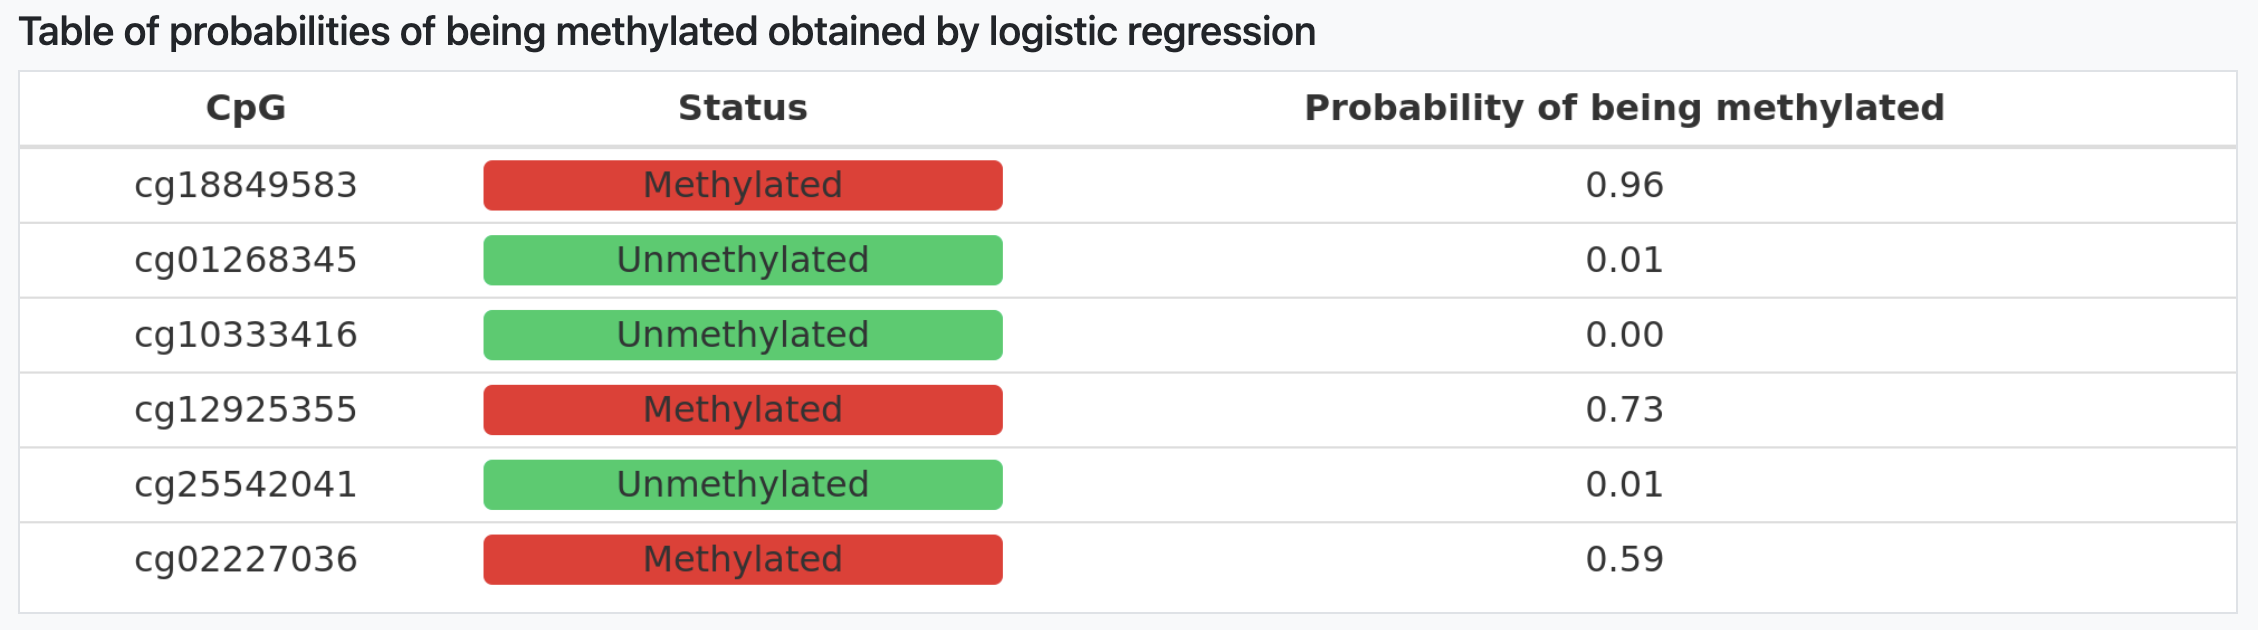 Table of probabilities of being methylated obtained by logistic regression
CpG Status Probability of being methylated
cg18849583 Methylated 0.96
cg01268345 Unmethylated 0.01
cg10333416 Unmethylated 0.00
cg12925355 Methylated 0.73
cg25542041 Unmethylated 0.01
cg02227036 Methylated 0.59